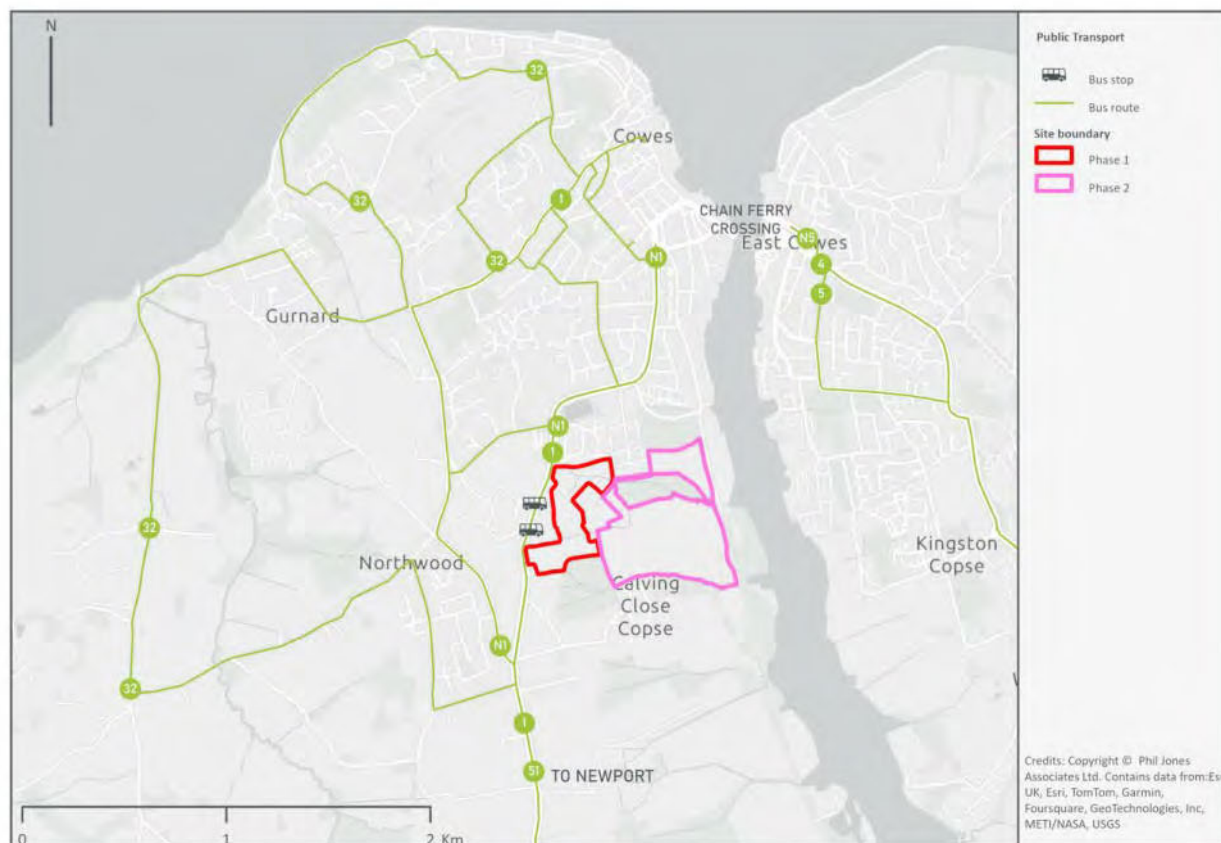 N
32
Cowes
32
1
CHAIN FERRY
CROSSING
N5
East Cowes
32
N1
4
5
Gurnard
N1
1
32
Northwood
Kingston
Copse
Calving
Close
Copse
N1
32
1
51
TO NEWPORT
0
1
2 Km
Public Transport
Bus stop
Bus route
Site boundary
Phase 1
Phase 2
Credits: Copyright © Phil Jones
Associates Ltd. Contains data from:Esri
UK, Esri, TomTom, Garmin,
Foursquare, GeoTechnologies, Inc,
METI/NASA, USGS